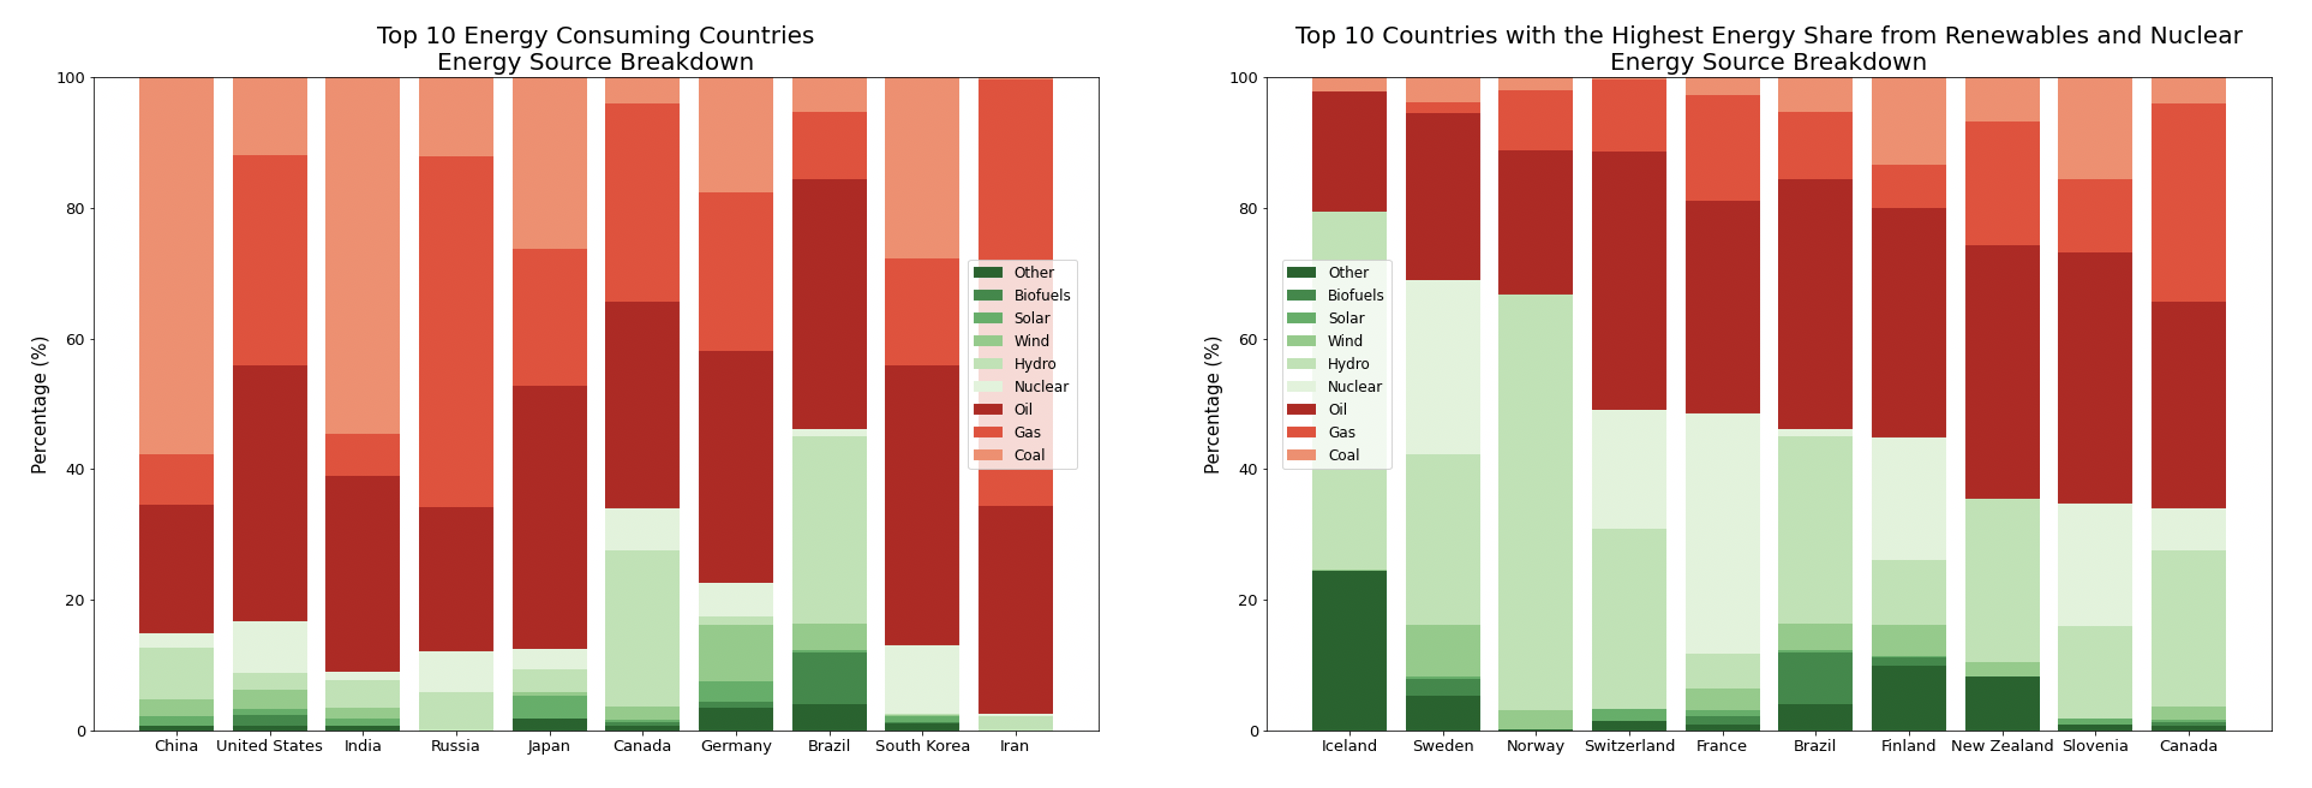 Top 10 Energy Consuming Countries
Energy Source Breakdown
Percentage (%)
100
80
60
40
20
0
Other
Biofuels
Solar
Wind
Hydro
Nuclear
Oil
Gas
Coal
China United States India Russia Japan Canada Germany Brazil South Korea Iran
Top 10 Countries with the Highest Energy Share from Renewables and Nuclear
Energy Source Breakdown
Percentage (%)
100
80
60
40
20
0
Other
Biofuels
Solar
Wind
Hydro
Nuclear
Oil
Gas
Coal
Iceland Sweden Norway Switzerland France Brazil Finland New Zealand Slovenia Canada